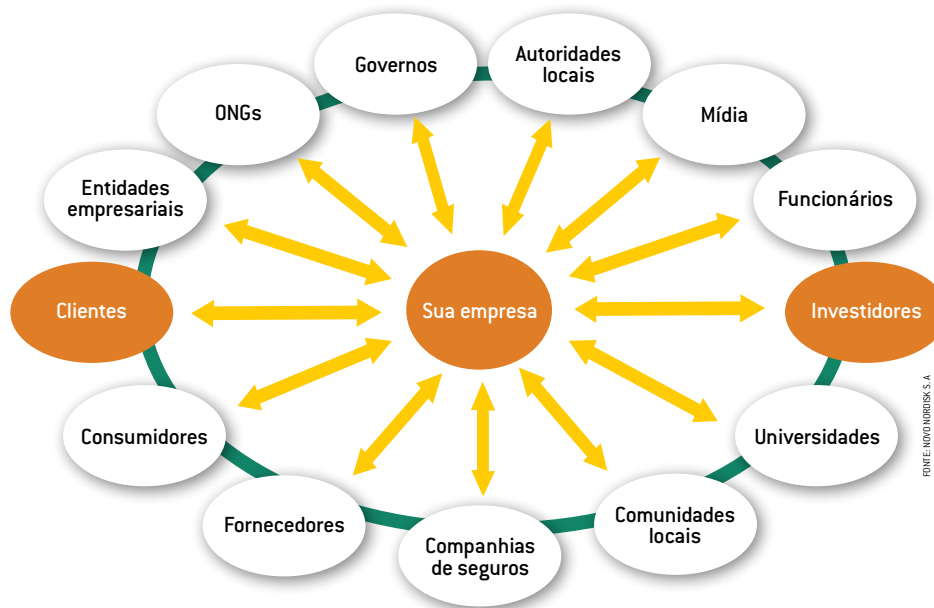 Governos
Autoridades
locais
ONGs
Mídia
Entidades
empresariais
Funcionários
Clientes
Sua empresa
Investidores
Consumidores
Universidades
Fornecedores
Companhias
de seguros
Comunidades
locais
FONTE: NOVO NORDISK S. A